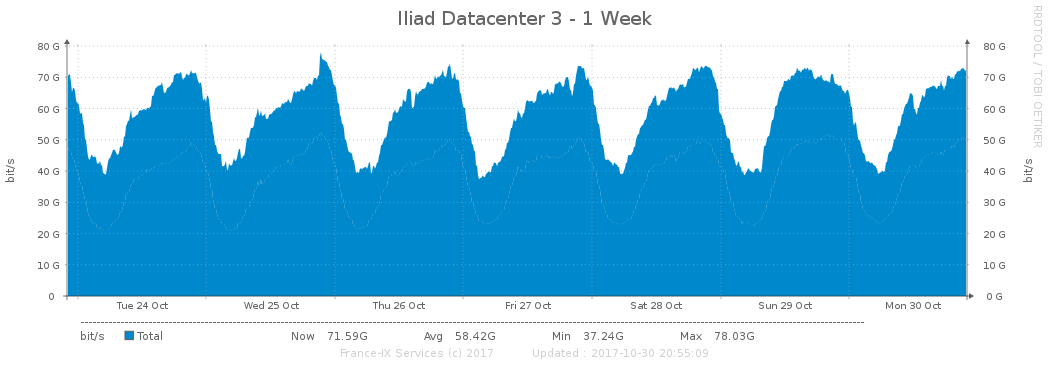 Iliad Datacenter 3 - 1 Week
RRDTOOL / TOBI OETIKER
80 G 80 G
70 G 70 G
60 G 60 G
50 G 50 G
40 G 40 G
30 G 30 G
20 G 20 G
10 G 10 G
0 0 G
bit/s bit/s
Tue 24 Oct Wed 25 Oct Thu 26 Oct Fri 27 Oct Sat 28 Oct Sun 29 Oct Mon 30 Oct
bit/s Total Now 71.59G Avg 58.42G Min 37.24G Max 78.03G
France-IX Services (c) 2017 Updated : 2017-10-30 20:55:09